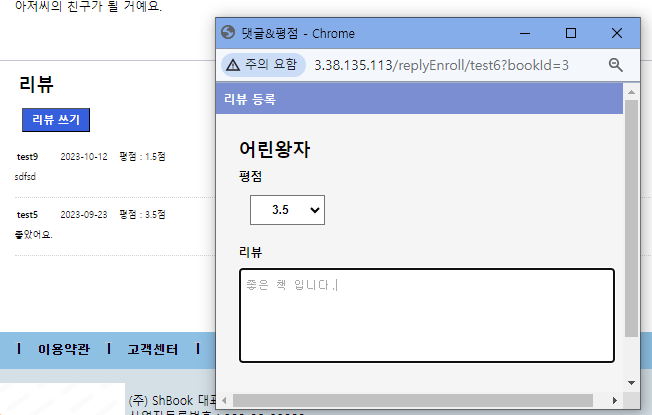 아저씨의 친구가 될 거예요.
리뷰
리뷰 쓰기
test9 2023-10-12 평점 : 1.5점
sdfsd
test5 2023-09-23 평점 : 3.5점
좋았어요.
| 이용약관 | 고객센터 |
(주) ShBook 대표
댓글&평점 - Chrome
주의 요함 3.38.135.113/replyEnroll/test6?bookId=3
리뷰 등록
어린왕자
평점
3.5
리뷰
좋은 책 입니다.